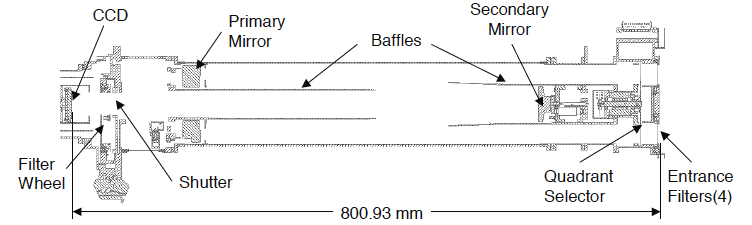 CCD
Primary
Mirror
Baffles
Secondary
Mirror
Filter
Wheel
Shutter
Quadrant
Selector
Entrance
Filters(4)
800.93 mm